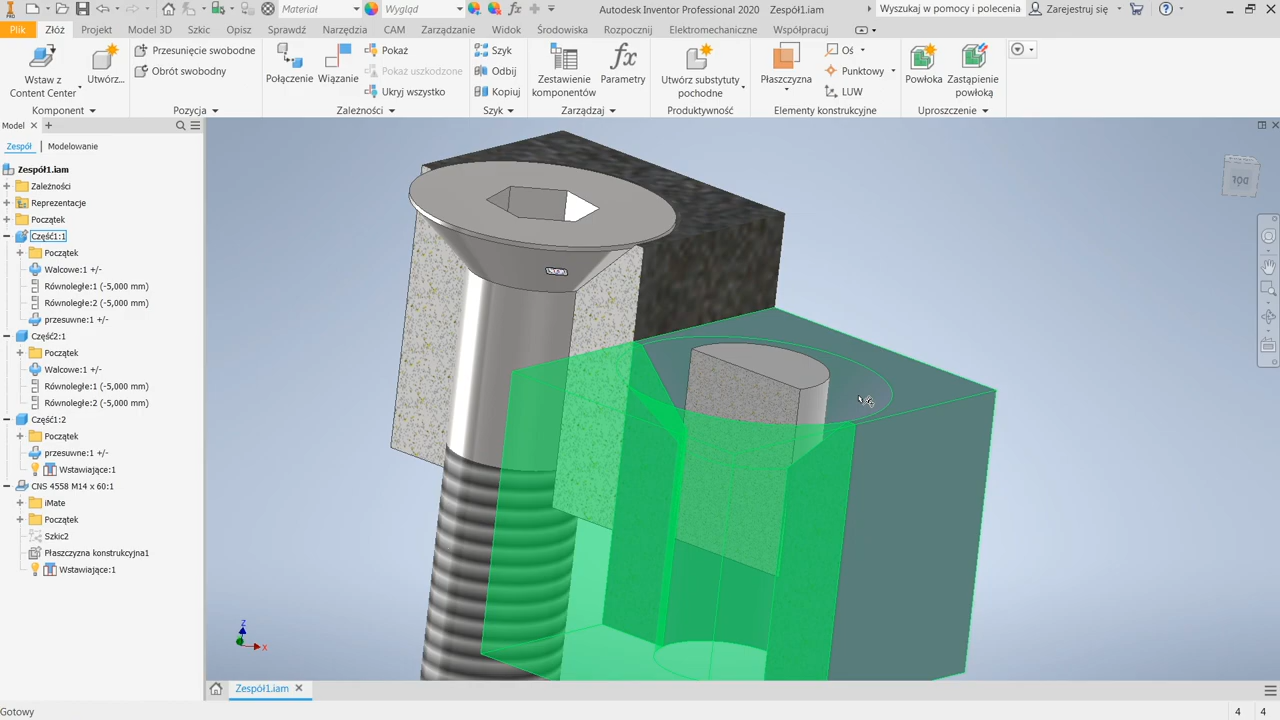 Materiał
Wygląd
Autodesk Inventor Professional 2020 Zespół1.iam
Wyszukaj w pomocy i polecenia
Zarejestruj się
Plik Złóż Projekt Model 3D Szkic Opisz Sprawdź Narzędzia CAM Zarządzanie Widok Środowiska Rozpocznij Elektromechaniczne Współpracuj
Wstaw z
Content Center
Utwórz...
Komponent
Przesunięcie swobodne
Obrót swobodny
Pozycja
Połączenie
Wiązanie
Pokaż
Pokaż uszkodzone
Ukryj wszystko
Zależności
Szyk
Odbij
Kopiuj
Szyk
Zestawienie
komponentów
Parametry
Zarządzaj
Utwórz substytuty
pochodne
Produktywność
Płaszczyzna
Oś
Punktowy
LUW
Elementy konstrukcyjne
Powłoka
Zastąpienie
powłoką
Uproszczenie
Model
Zespół Modelowanie
Zespół1.iam
Zależności
Reprezentacje
Początek
Część1:1
Początek
Walcowe:1 +/-
Równoległe:1 (-5,000 mm)
Równoległe:2 (-5,000 mm)
przesuwne:1 +/-
Część2:1
Początek
Walcowe:1 +/-
Równoległe:1 (-5,000 mm)
Równoległe:2 (-5,000 mm)
Część1:2
Początek
przesuwne:1 +/-
Wstawiające:1
CNS 4558 M14 x 60:1
iMate
Początek
Szkic2
Płaszczyzna konstrukcyjna1
Wstawiające:1
Z
X
Zespół1.iam
Gotowy
4 4